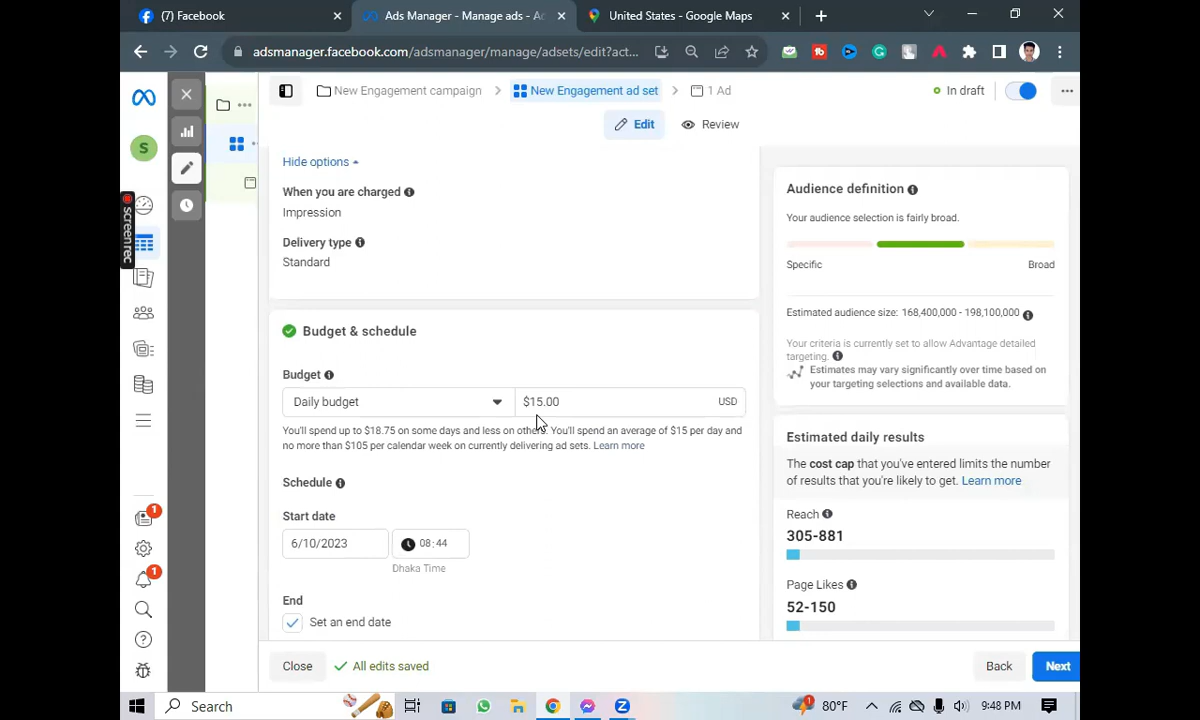 (7) Facebook
Ads Manager - Manage ads - Ac
United States - Google Maps
adsmanager.facebook.com/adsmanager/manage/adsets/edit?act...
New Engagement campaign
New Engagement ad set
1 Ad
In draft
Edit
Review
S
screenrec
Hide options
When you are charged
Impression
Delivery type
Standard
Budget & schedule
Budget
Daily budget
$15.00
USD
You'll spend up to $18.75 on some days and less on others. You'll spend an average of $15 per day and
no more than $105 per calendar week on currently delivering ad sets. Learn more
Schedule
Start date
6/10/2023
08:44
Dhaka Time
End
Set an end date
Audience definition
Your audience selection is fairly broad.
Specific
Broad
Estimated audience size: 168,400,000 - 198,100,000
Your criteria is currently set to allow Advantage detailed
targeting.
Estimates may vary significantly over time based on
your targeting selections and available data.
Estimated daily results
The cost cap that you've entered limits the number
of results that you're likely to get. Learn more
Reach
305-881
Page Likes
52-150
1
1
Close
All edits saved
Back
Next
Search
1
80°F
9:48 PM